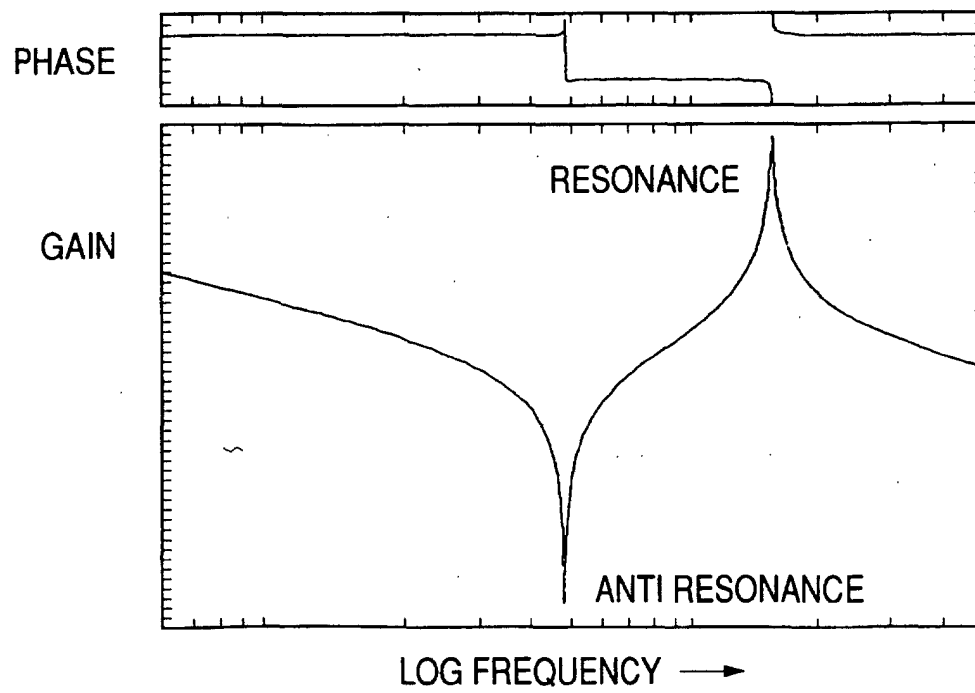 PHASE
RESONANCE
GAIN
ANTI RESONANCE
LOG FREQUENCY